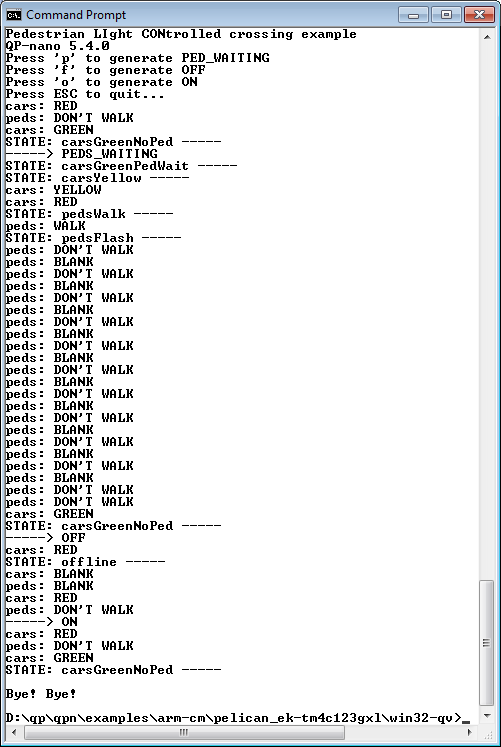 Command Prompt
Pedestrian LIght CONtrolled crossing example
QP-nano 5.4.0
Press 'p' to generate PED_WAITING
Press 'f' to generate OFF
Press 'o' to generate ON
Press ESC to quit...
cars: RED
peds: DON'T WALK
cars: GREEN
STATE: carsGreenNoPed -----
-----> PEDS_WAITING
STATE: carsGreenPedWait -----
STATE: carsYellow -----
cars: YELLOW
cars: RED
STATE: pedsWalk -----
peds: WALK
STATE: pedsFlash -----
peds: DON'T WALK
peds: BLANK
peds: DON'T WALK
peds: BLANK
peds: DON'T WALK
peds: BLANK
peds: DON'T WALK
peds: BLANK
peds: DON'T WALK
peds: BLANK
peds: DON'T WALK
peds: BLANK
peds: DON'T WALK
peds: BLANK
peds: DON'T WALK
peds: BLANK
peds: DON'T WALK
peds: BLANK
peds: DON'T WALK
peds: BLANK
peds: DON'T WALK
peds: DON'T WALK
cars: GREEN
STATE: carsGreenNoPed -----
-----> OFF
cars: RED
STATE: offline -----
cars: BLANK
peds: BLANK
cars: RED
peds: DON'T WALK
-----> ON
cars: RED
peds: DON'T WALK
cars: GREEN
STATE: carsGreenNoPed -----
Bye! Bye!
D:\qp\qpn\examples\arm-cm\pelican_ek-tm4c123gxl\win32-qv>_